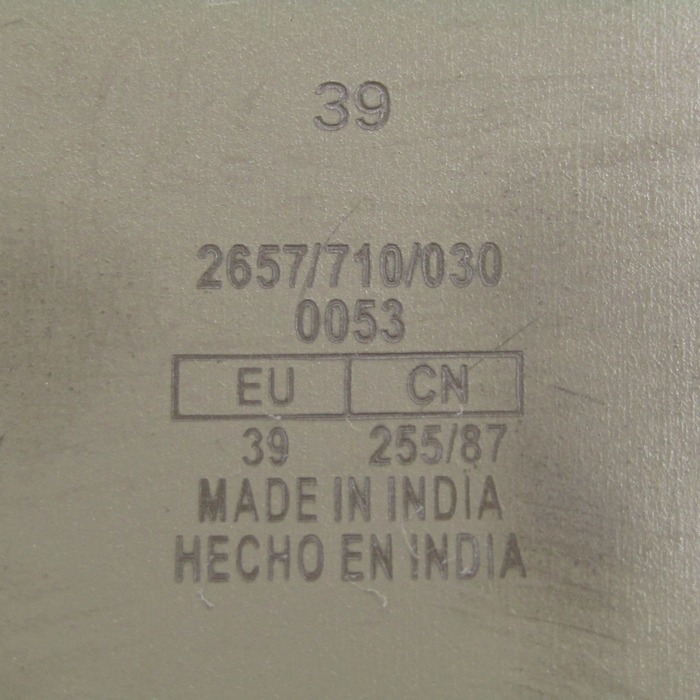 39
2657/710/030
0053
EU CN
39 255/87
MADE IN INDIA
HECHO EN INDIA